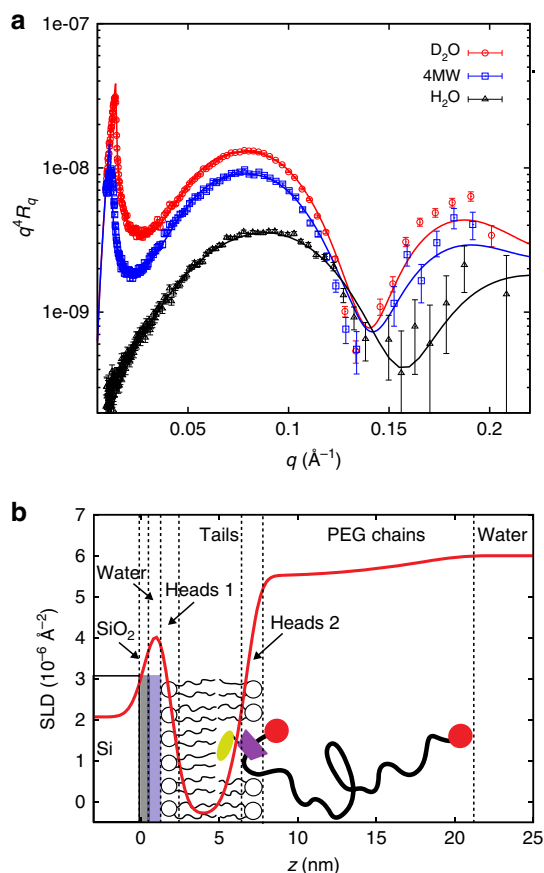 a
1e-07
1e-08
1e-09
q⁴Rq
D₂O
4MW
H₂O
0.05 0.1 0.15 0.2
q (Å⁻¹)
b
7
6
5
4
3
2
1
0
SLD (10⁻⁶ Å⁻²)
Tails
PEG chains
Water
Water
Heads 1
SiO₂
Heads 2
Si
0 5 10 15 20 25
z (nm)